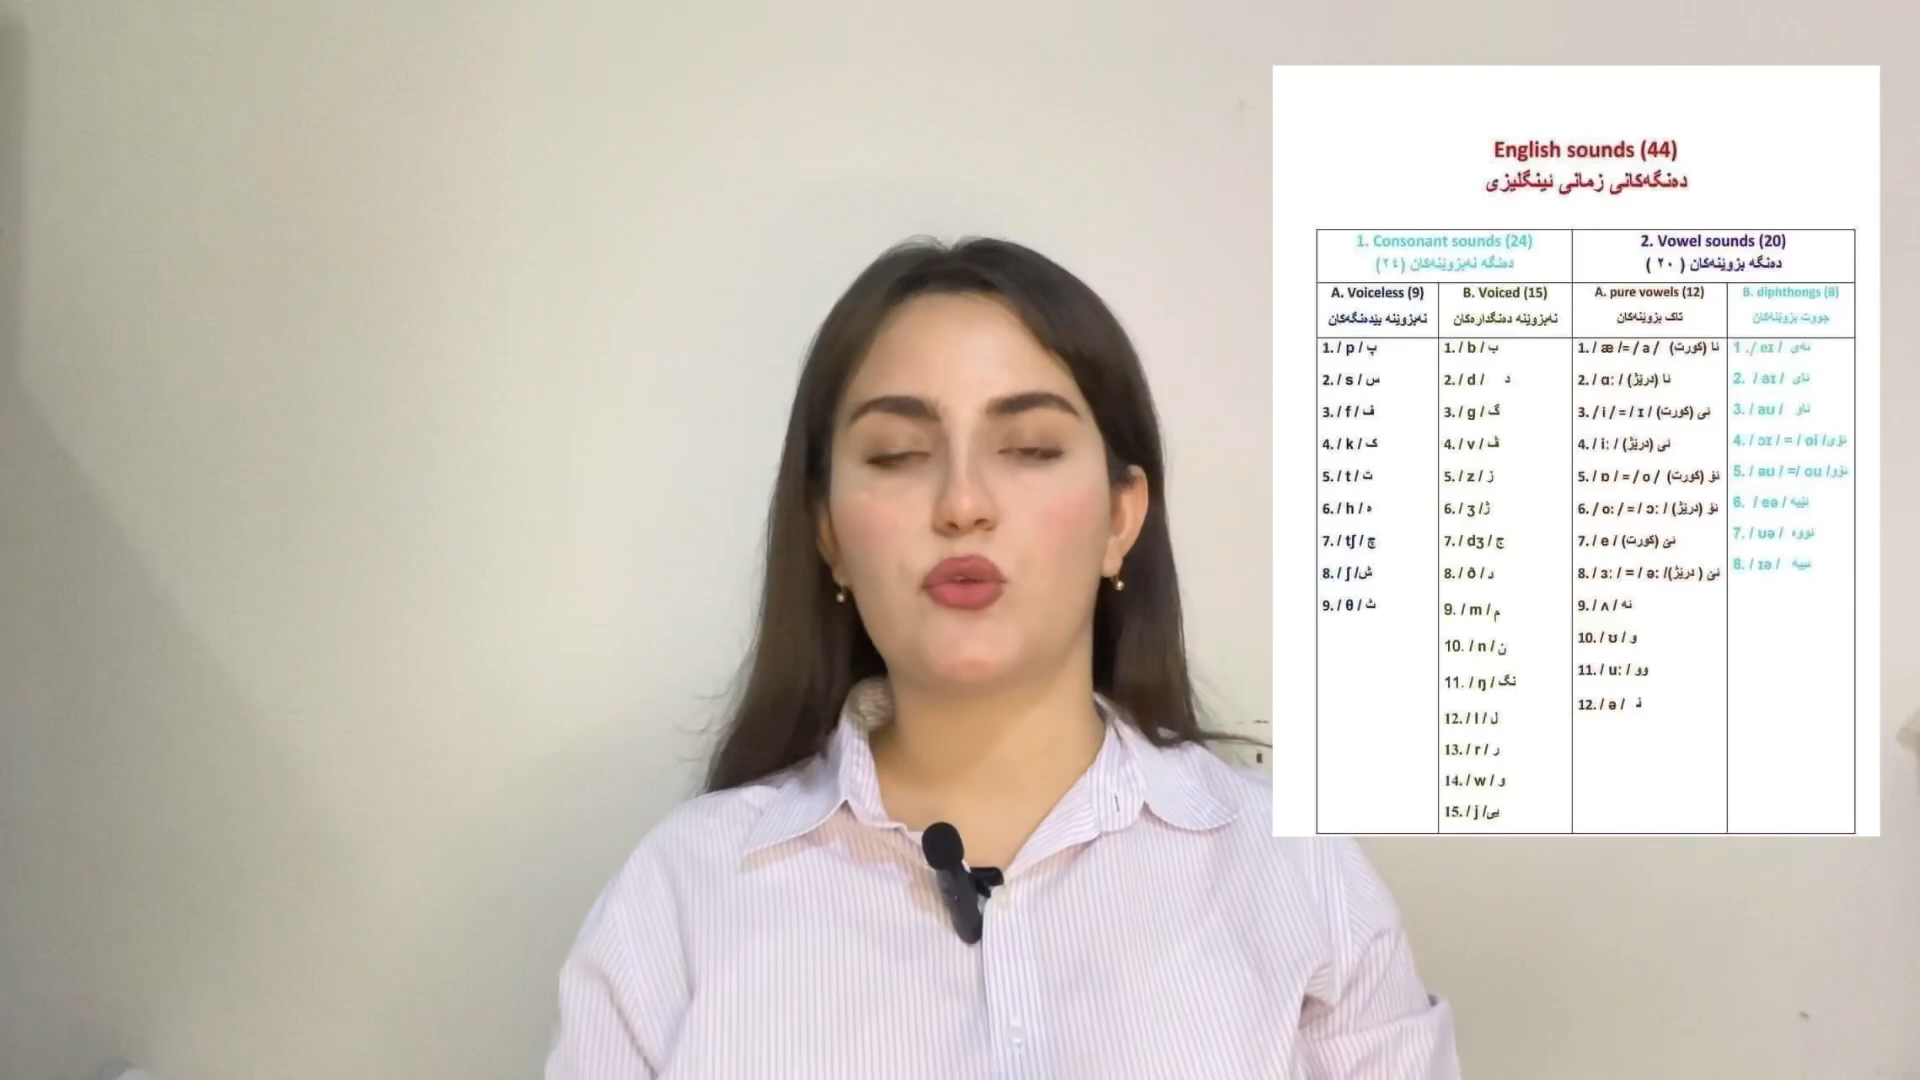 English sounds (44)
دەنگەکانی زمانی ئینگلیزی
1. Consonant sounds (24)
دەنگە نەبزوێنەکان (٢٤)
2. Vowel sounds (20)
دەنگە بزوێنەکان ( ٢٠ )
A. Voiceless (9)
نەبزوێنە بێدەنگەکان
B. Voiced (15)
نەبزوێنە دەنگدارەکان
A. pure vowels (12)
تاک بزوێنەکان
B. diphthongs (8)
جووت بزوێنەکان
1. / p / پ
2. / s / س
3. / f / ف
4. / k / ک
5. / t / ت
6. / h / ه
7. / tʃ / چ
8. / ʃ / ش
9. / θ / ث
1. / b / ب
2. / d / د
3. / g / گ
4. / v / ڤ
5. / z / ز
6. / ʒ / ژ
7. / dʒ / ج
8. / ð / د
9. / m / م
10. / n / ن
11. / ŋ / نگ
12. / l / ل
13. / r / ر
14. / w / و
15. / j / یی
1. / æ /= / a / ئا (کورت)
2. / ɑ: / ئا (درێژ)
3. / i / = / ɪ / ئی (کورت)
4. / i: / ئی (درێژ)
5. / ɒ / = / o / ئۆ (کورت)
6. / o: / = / ɔ: / ئۆ (درێژ)
7. / e / ئێ (کورت)
8. / ɜ: / = / ə: / ئێ ( درێژ)
9. / ʌ / ئە
10. / ʊ / و
11. / u: / وو
12. / ə /
1 ./ eɪ / ئەی
2. / aɪ / ئای
3. / aʊ / ئاو
4. / ɔɪ / = / oi / ئۆی
5. / əʊ / =/ ou / ئۆو
6. / eə / ئێیە
7. / ʊə / ئووە
8. / ɪə / ئییە